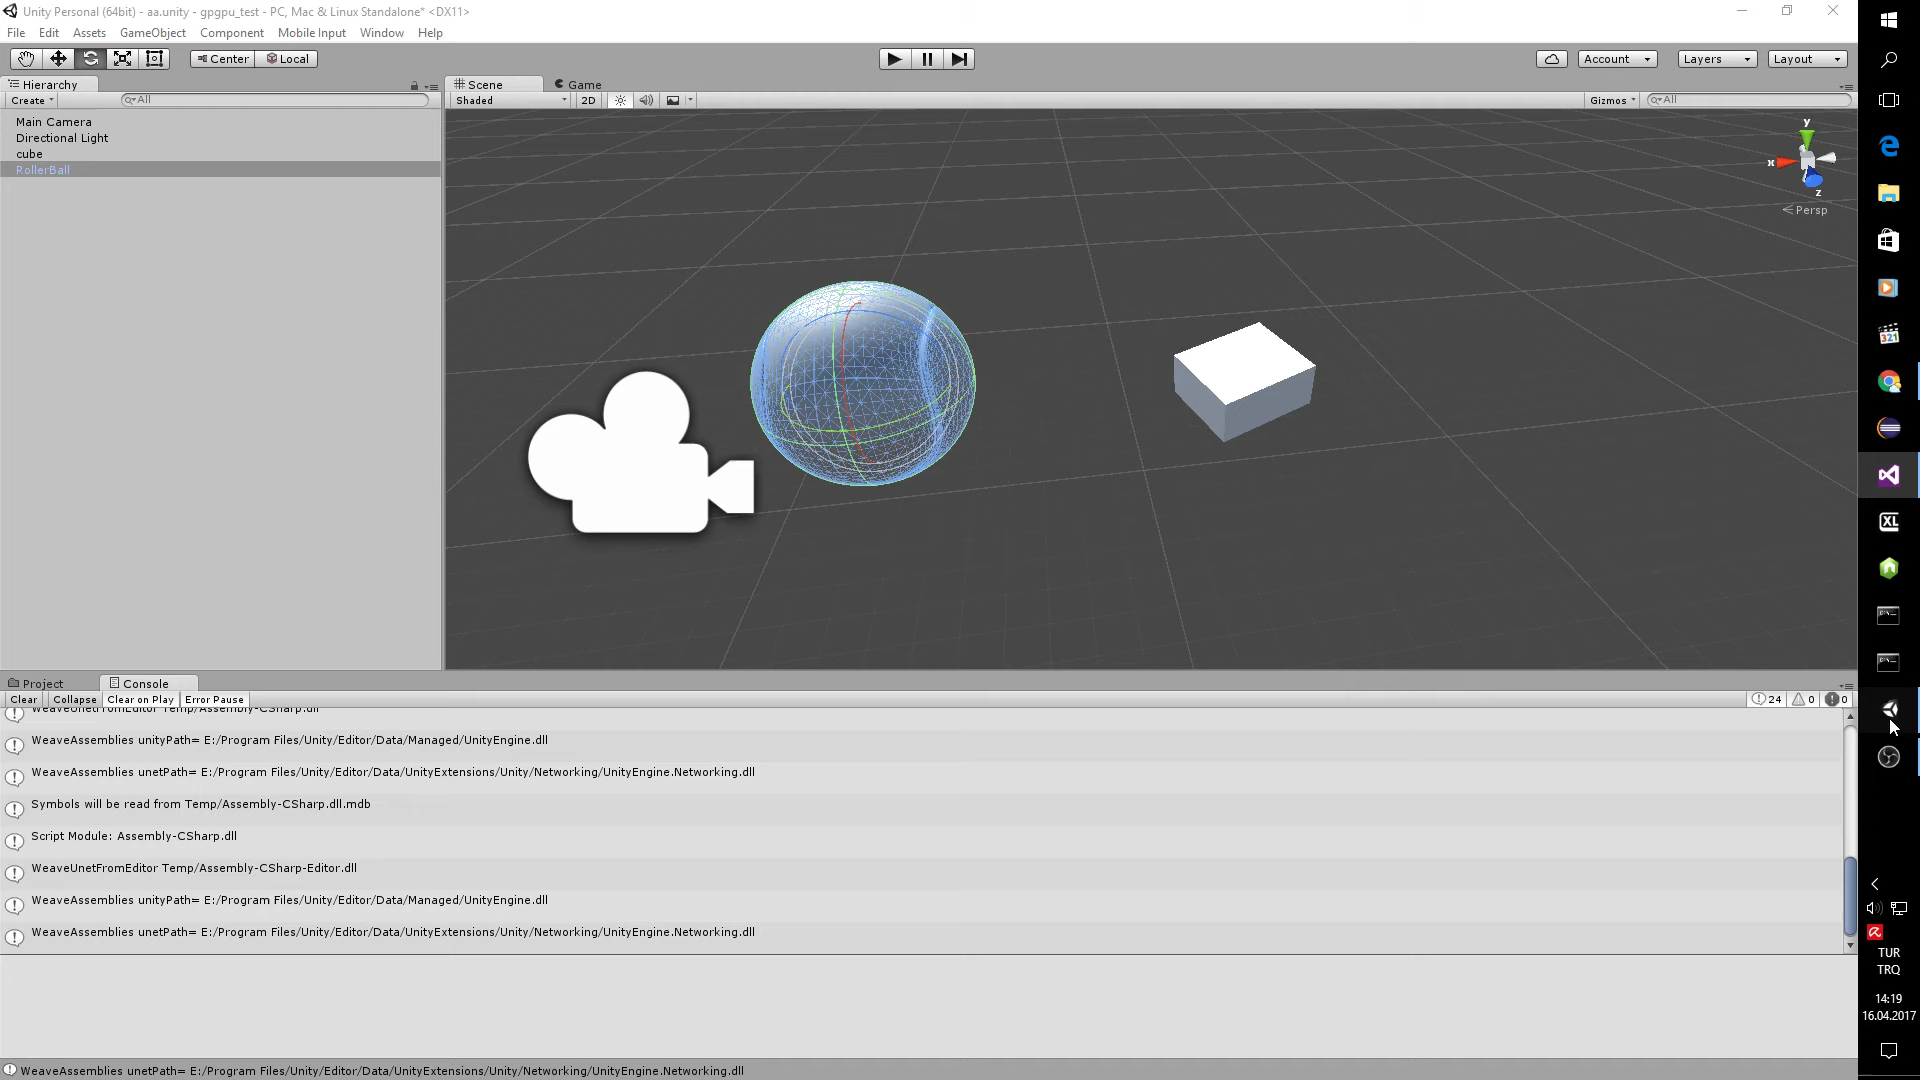 Unity Personal (64bit) - aa.unity - gpgpu_test - PC, Mac & Linux Standalone* <DX11>
File Edit Assets GameObject Component Mobile Input Window Help
Center Local Account Layers Layout
Hierarchy
Create All
Main Camera
Directional Light
cube
RollerBall
Scene Game
Shaded 2D Gizmos All
y
x
z
Persp
Project Console
Clear Collapse Clear on Play Error Pause 24 0 0
WeaveUnetFromEditor Temp/Assembly-CSharp.dll
WeaveAssemblies unityPath= E:/Program Files/Unity/Editor/Data/Managed/UnityEngine.dll
WeaveAssemblies unetPath= E:/Program Files/Unity/Editor/Data/UnityExtensions/Unity/Networking/UnityEngine.Networking.dll
Symbols will be read from Temp/Assembly-CSharp.dll.mdb
Script Module: Assembly-CSharp.dll
WeaveUnetFromEditor Temp/Assembly-CSharp-Editor.dll
WeaveAssemblies unityPath= E:/Program Files/Unity/Editor/Data/Managed/UnityEngine.dll
WeaveAssemblies unetPath= E:/Program Files/Unity/Editor/Data/UnityExtensions/Unity/Networking/UnityEngine.Networking.dll
WeaveAssemblies unetPath= E:/Program Files/Unity/Editor/Data/UnityExtensions/Unity/Networking/UnityEngine.Networking.dll
321
XL
TUR
TRQ
14:19
16.04.2017